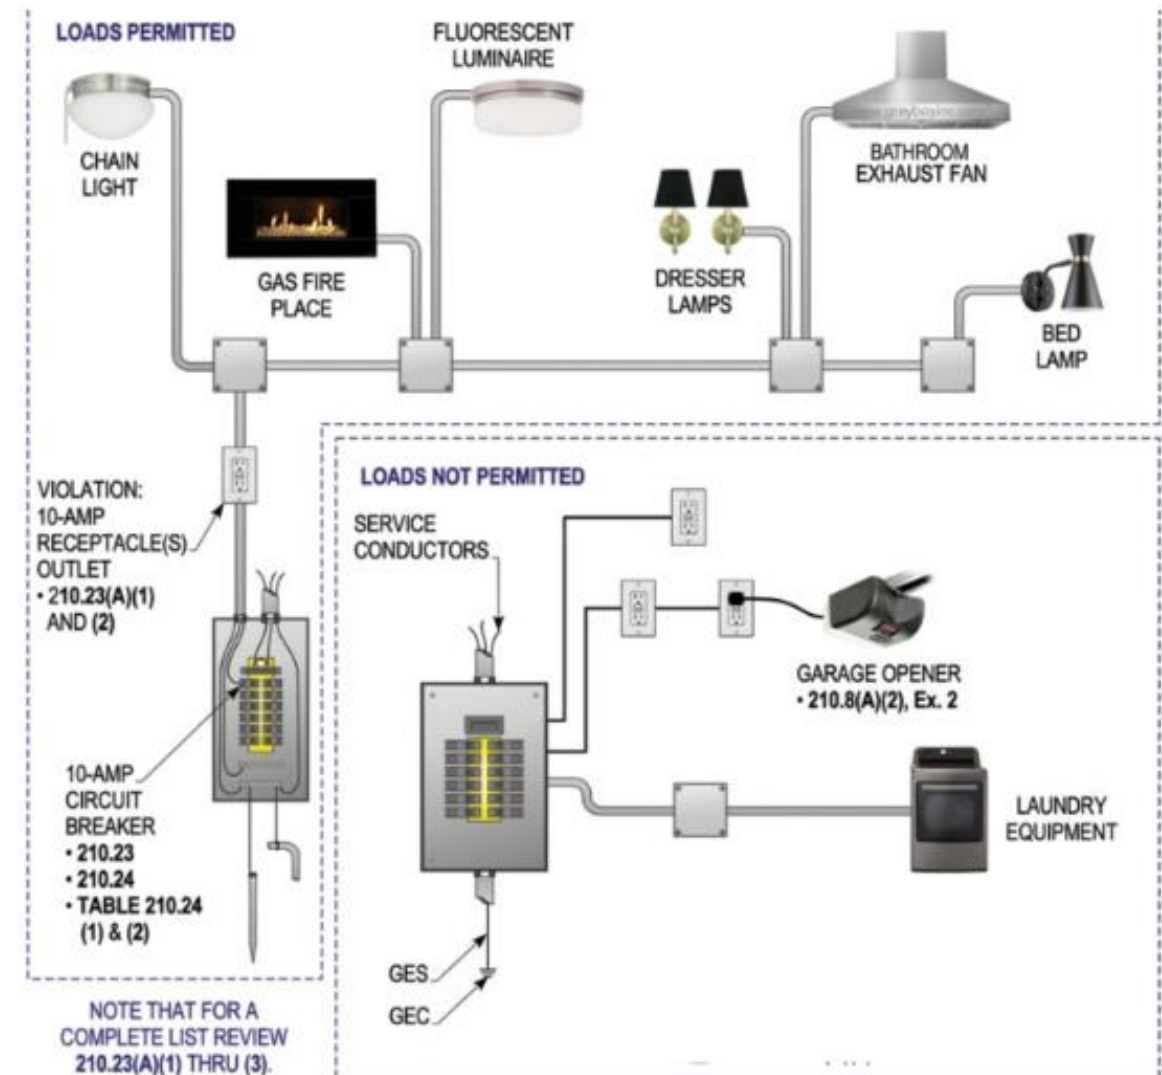 LOADS PERMITTED
CHAIN
LIGHT
FLUORESCENT
LUMINAIRE
GAS FIRE
PLACE
DRESSER
LAMPS
BATHROOM
EXHAUST FAN
BED
LAMP
VIOLATION:
10-AMP
RECEPTACLE(S)
OUTLET
• 210.23(A)(1)
AND (2)
10-AMP
CIRCUIT
BREAKER
• 210.23
• 210.24
• TABLE 210.24
(1) & (2)
NOTE THAT FOR A
COMPLETE LIST REVIEW
210.23(A)(1) THRU (3).
LOADS NOT PERMITTED
SERVICE
CONDUCTORS
GARAGE OPENER
• 210.8(A)(2), Ex. 2
LAUNDRY
EQUIPMENT
GES
GEC